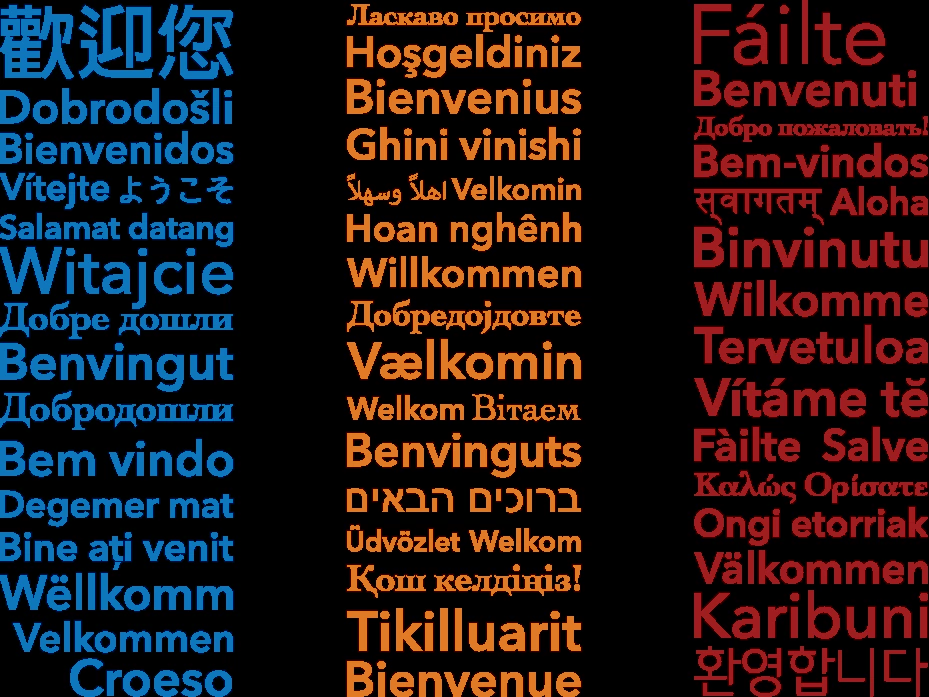 歡迎您
Dobrodošli
Bienvenidos
Vítejte ようこそ
Salamat datang
Witajcie
Добре дошли
Benvingut
Добродошли
Bem vindo
Degemer mat
Bine ați venit
Wëllkomm
Velkommen
Croeso
Ласкаво просимо
Hoşgeldiniz
Bienvenius
Ghini vinishi
اهلاً وسهلاً Velkomin
Hoan nghênh
Willkommen
Добредојдовте
Vælkomin
Welkom Вітаем
Benvinguts
ברוכים הבאים
Üdvözlet Welkom
Қош келдіңіз!
Tikilluarit
Bienvenue
Fáilte
Benvenuti
Добро пожаловать!
Bem-vindos
स्वागतम् Aloha
Binvinutu
Wilkomme
Tervetuloa
Vítáme tě
Fàilte Salve
Καλώς Ορίσατε
Ongi etorriak
Välkommen
Karibuni
환영합니다